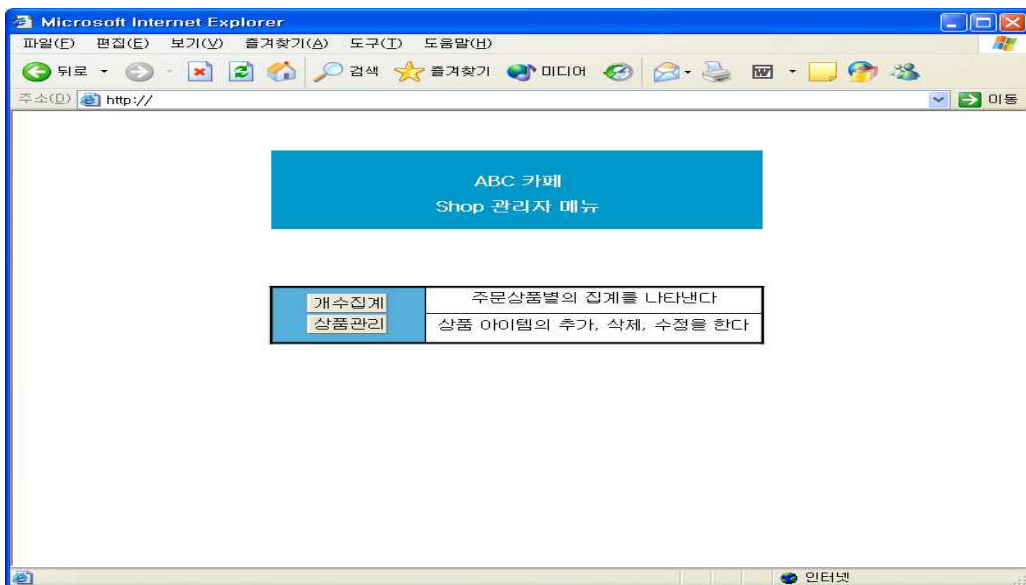 Microsoft Internet Explorer
파일(F) 편집(E) 보기(V) 즐겨찾기(A) 도구(T) 도움말(H)
뒤로 검색 즐겨찾기 미디어
주소(D) http:// 이동
ABC 카페
Shop 관리자 메뉴
개수집계 주문상품별의 집계를 나타낸다
상품관리 상품 아이템의 추가, 삭제, 수정을 한다
인터넷